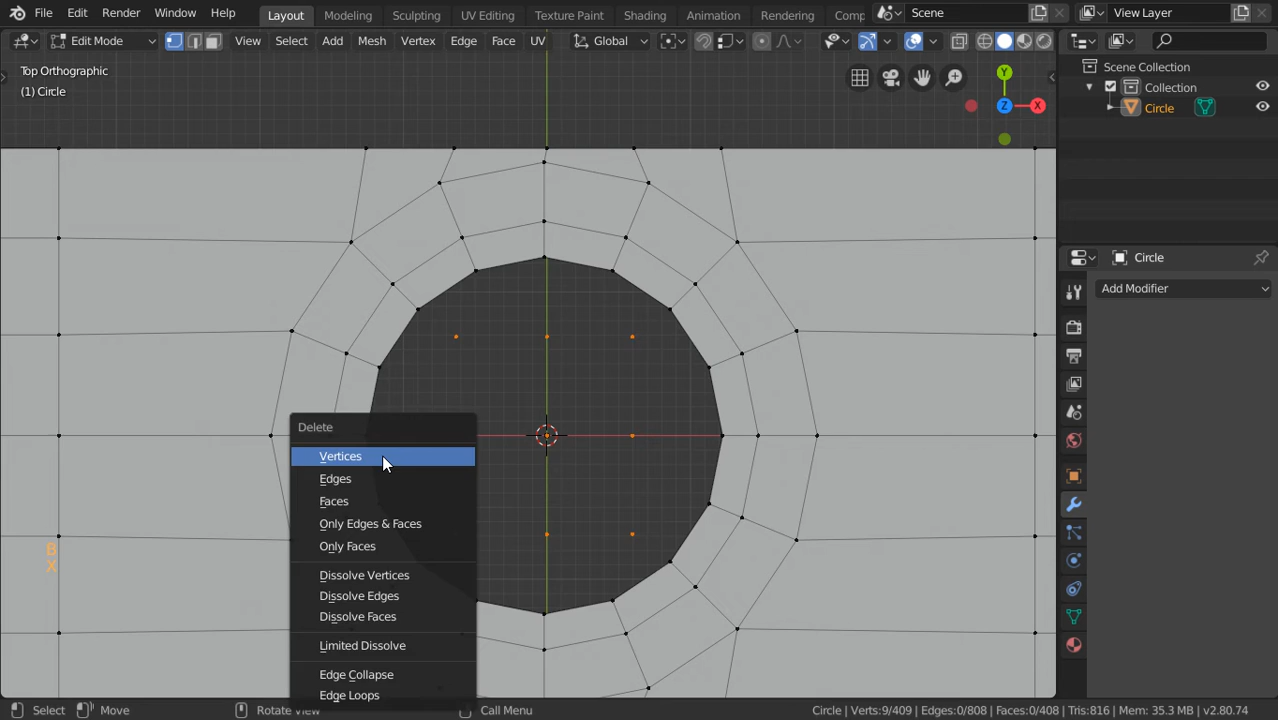 File Edit Render Window Help Layout Modeling Sculpting UV Editing Texture Paint Shading Animation Rendering Comp Scene View Layer
Edit Mode View Select Add Mesh Vertex Edge Face UV Global
Top Orthographic
(1) Circle
Y
Z
X
Scene Collection
Collection
Circle
Circle
Add Modifier
Delete
Vertices
Edges
Faces
Only Edges & Faces
Only Faces
Dissolve Vertices
Dissolve Edges
Dissolve Faces
Limited Dissolve
Edge Collapse
Edge Loops
B
X
Select Move Rotate View Call Menu Circle | Verts:9/409 | Edges:0/808 | Faces:0/408 | Tris:816 | Mem: 35.3 MB | v2.80.74